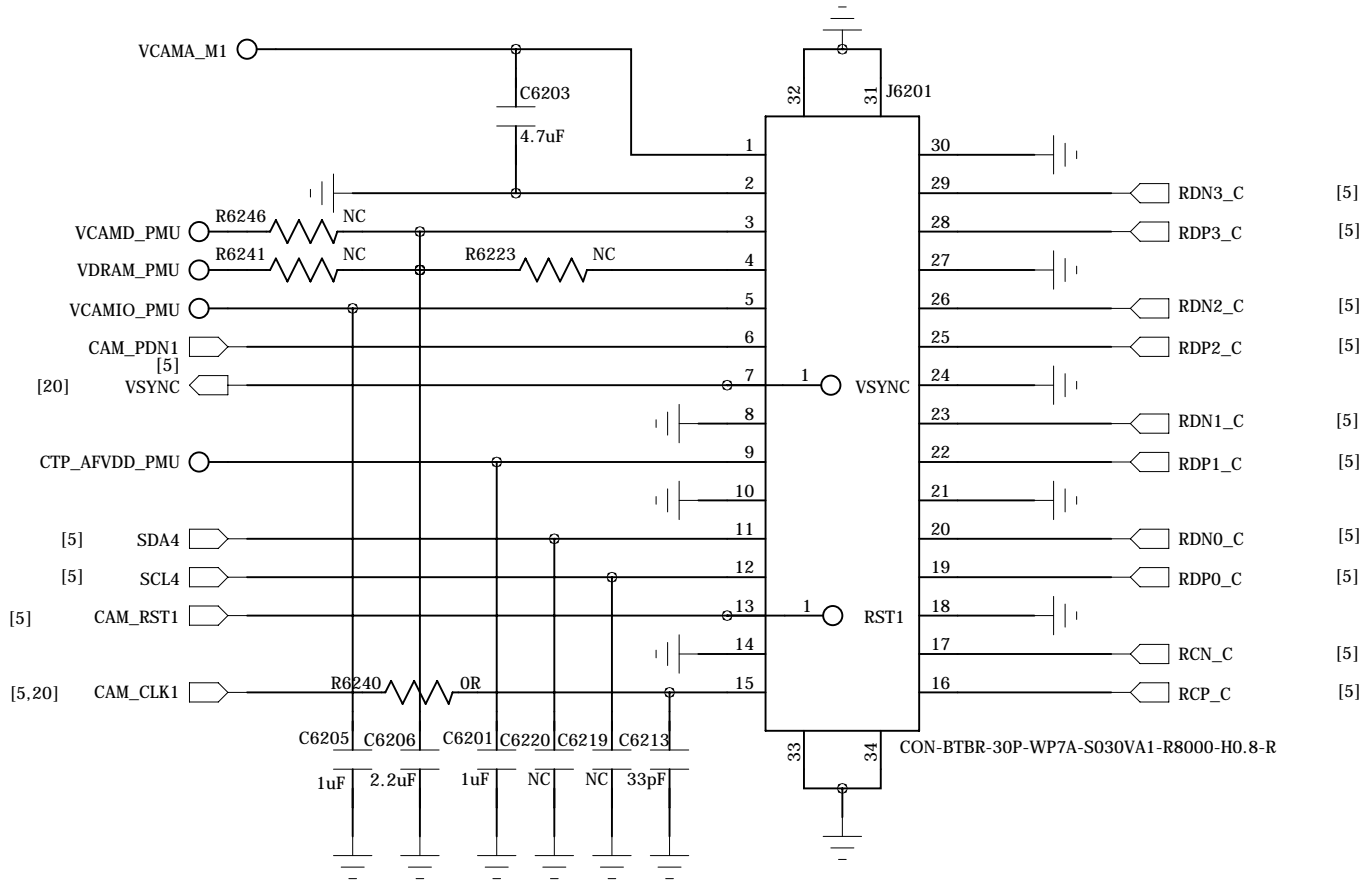 VCAMA_M1
C6203
4.7uF
32
31
J6201
1
30
2
29
RDN3_C
[5]
VCAMD_PMU
R6246
NC
3
28
RDP3_C
[5]
VDRAM_PMU
R6241
NC
R6223
NC
4
27
VCAMIO_PMU
5
26
RDN2_C
[5]
CAM_PDN1
[5]
6
25
RDP2_C
[5]
[20]
VSYNC
7
1
VSYNC
24
8
23
RDN1_C
[5]
CTP_AFVDD_PMU
9
22
RDP1_C
[5]
10
21
[5]
SDA4
11
20
RDN0_C
[5]
[5]
SCL4
12
19
RDP0_C
[5]
[5]
CAM_RST1
13
1
RST1
18
14
17
RCN_C
[5]
[5,20]
CAM_CLK1
R6240
0R
15
16
RCP_C
[5]
C6205
C6206
C6201
C6220
C6219
C6213
1uF
2.2uF
1uF
NC
NC
33pF
33
34
CON-BTBR-30P-WP7A-S030VA1-R8000-H0.8-R